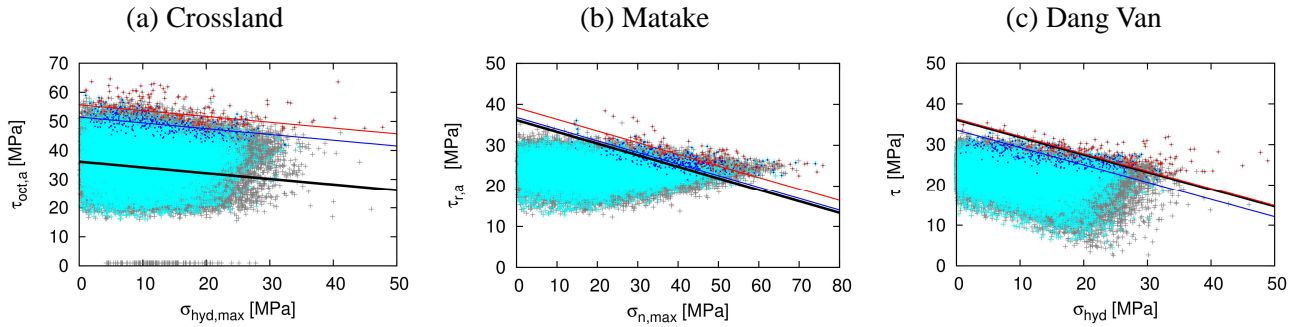 (a) Crossland
(b) Matake
(c) Dang Van
70
60
50
40
30
20
10
0
τoct,a [MPa]
0 10 20 30 40 50
σhyd,max [MPa]
50
40
30
20
10
0
τr,a [MPa]
0 10 20 30 40 50 60 70 80
σn,max [MPa]
50
40
30
20
10
0
τ [MPa]
0 10 20 30 40 50
σhyd [MPa]